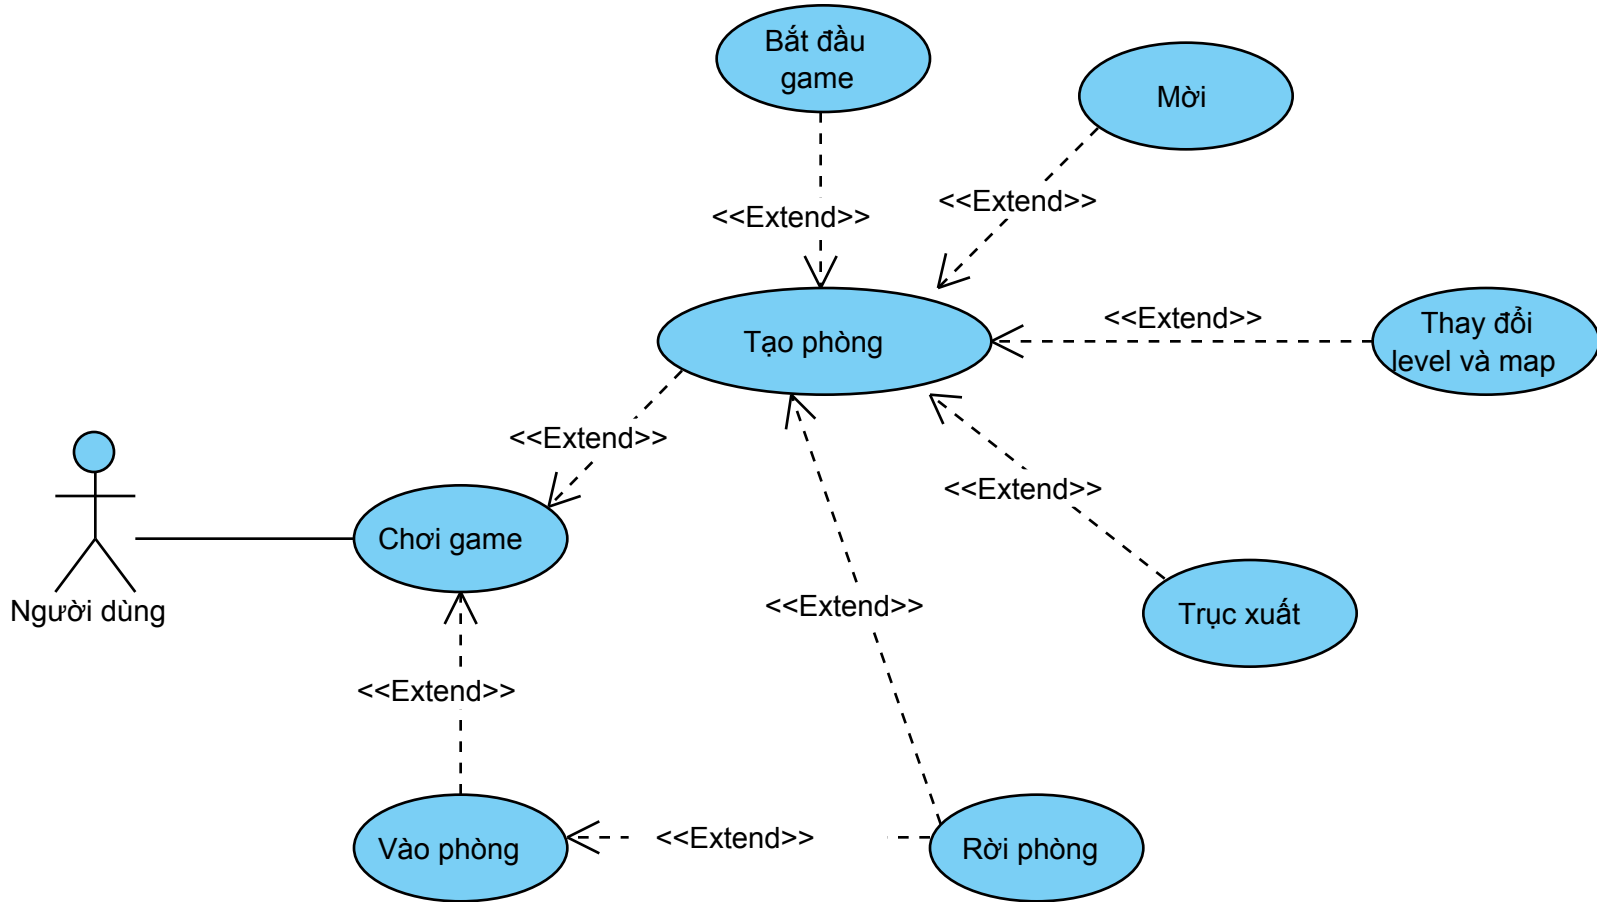 Bắt đầu
game
Mời
<<Extend>>
<<Extend>>
Tạo phòng
<<Extend>>
Thay đổi
level và map
<<Extend>>
<<Extend>>
Chơi game
Người dùng
<<Extend>>
Trục xuất
<<Extend>>
Vào phòng
<<Extend>>
Rời phòng